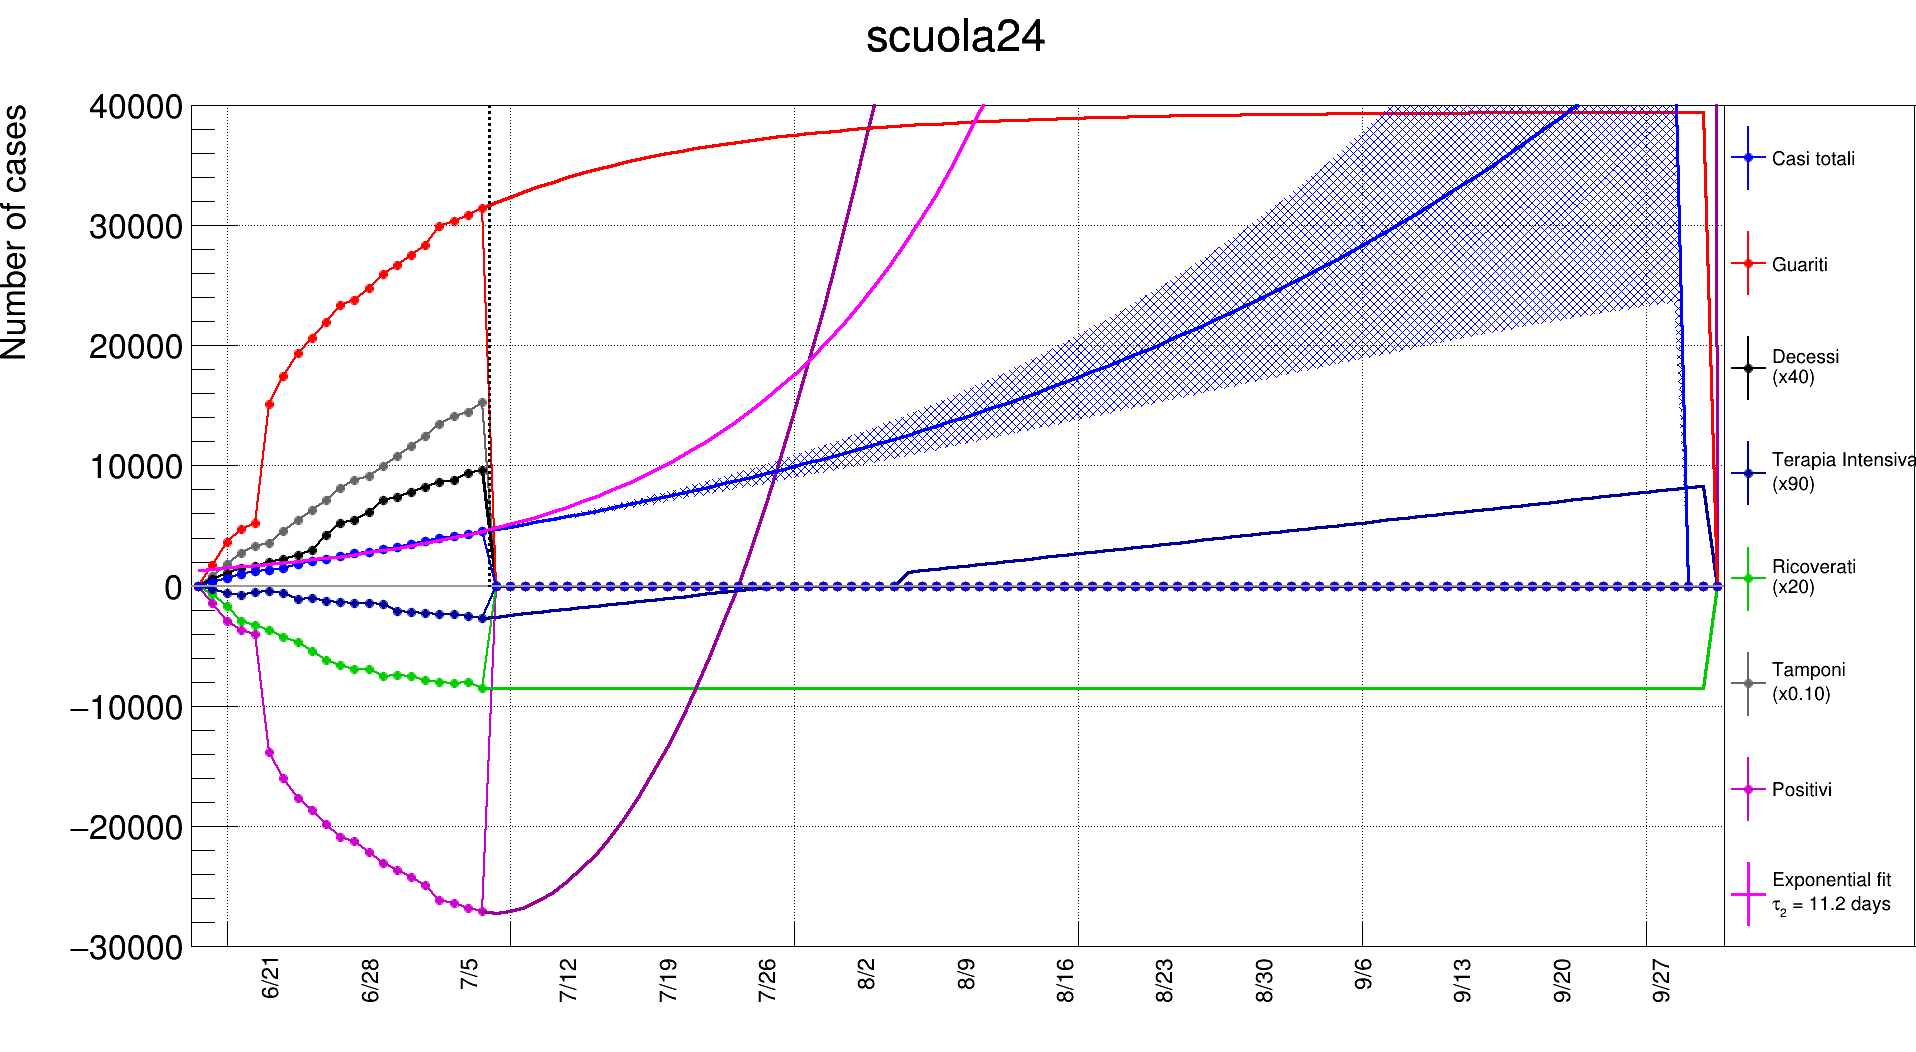 scuola24
Number of cases
40000
30000
20000
10000
0
−10000
−20000
−30000
6/21
6/28
7/5
7/12
7/19
7/26
8/2
8/9
8/16
8/23
8/30
9/6
9/13
9/20
9/27
Casi totali
Guariti
Decessi
(x40)
Terapia Intensiva
(x90)
Ricoverati
(x20)
Tamponi
(x0.10)
Positivi
Exponential fit
τ2 = 11.2 days